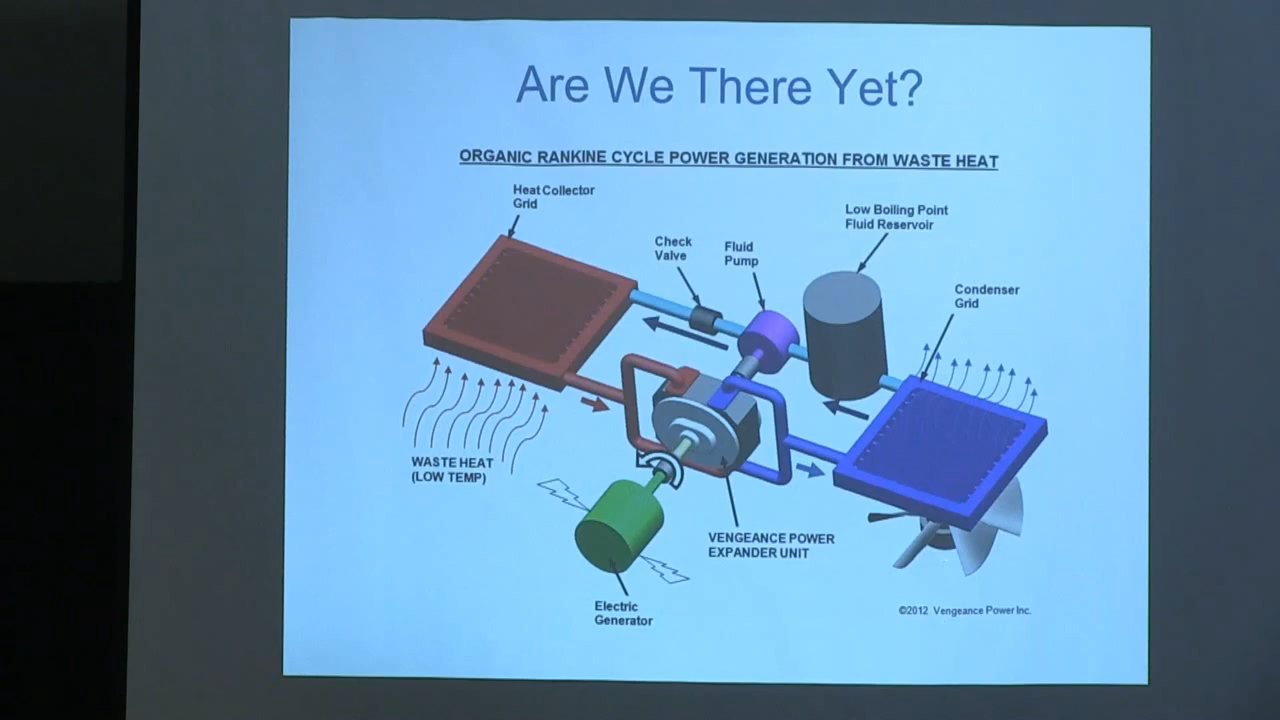 Are We There Yet?
ORGANIC RANKINE CYCLE POWER GENERATION FROM WASTE HEAT
Heat Collector
Grid
Check
Valve
Fluid
Pump
Low Boiling Point
Fluid Reservoir
Condenser
Grid
WASTE HEAT
(LOW TEMP)
VENGEANCE POWER
EXPANDER UNIT
Electric
Generator
©2012 Vengeance Power Inc.